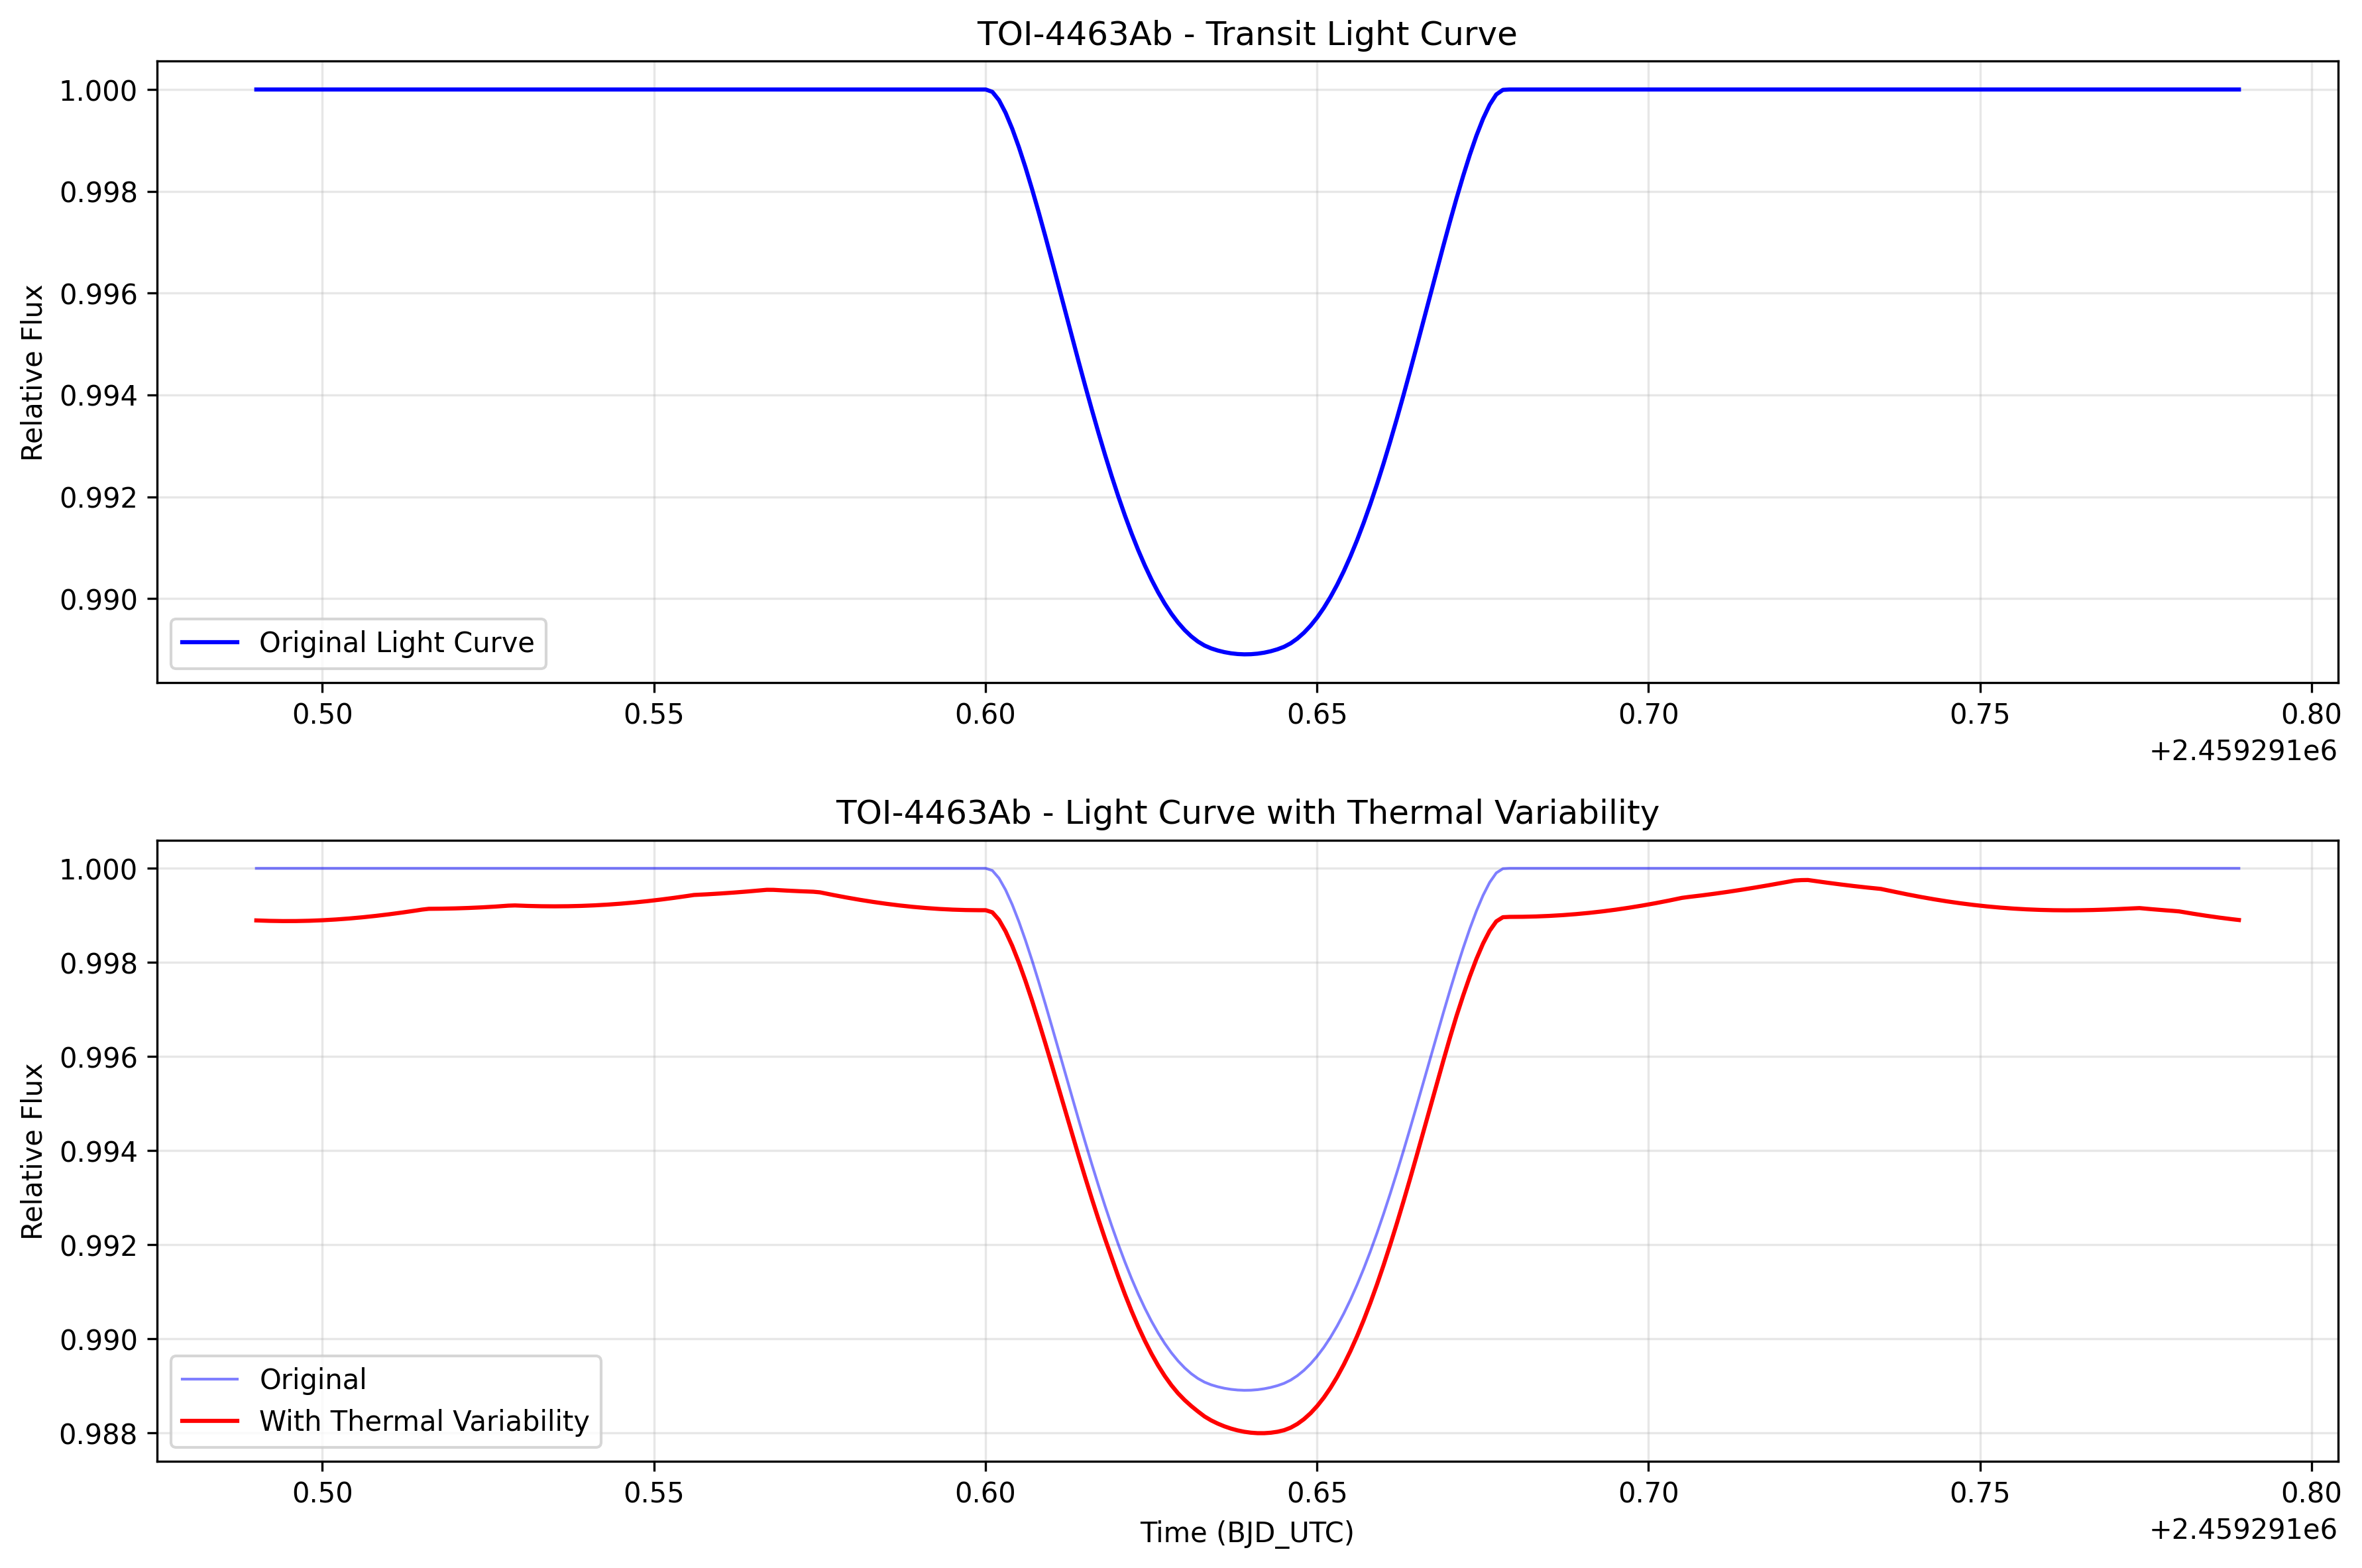 TOI-4463Ab - Transit Light Curve
Relative Flux
1.000
0.998
0.996
0.994
0.992
0.990
Original Light Curve
0.50 0.55 0.60 0.65 0.70 0.75 0.80
+2.459291e6
TOI-4463Ab - Light Curve with Thermal Variability
Relative Flux
1.000
0.998
0.996
0.994
0.992
0.990
0.988
Original
With Thermal Variability
0.50 0.55 0.60 0.65 0.70 0.75 0.80
Time (BJD_UTC)
+2.459291e6